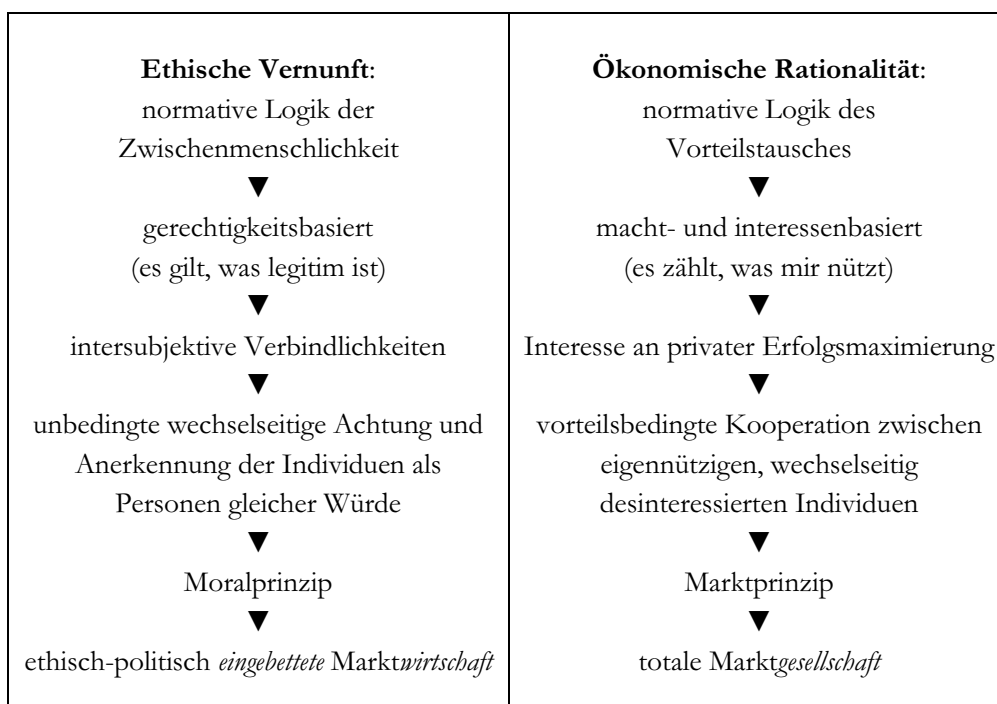 Ethische Vernunft:
normative Logik der
Zwischenmenschlichkeit
▼
gerechtigkeitsbasiert
(es gilt, was legitim ist)
▼
intersubjektive Verbindlichkeiten
▼
unbedingte wechselseitige Achtung und
Anerkennung der Individuen als
Personen gleicher Würde
▼
Moralprinzip
▼
ethisch-politisch eingebettete Marktwirtschaft
Ökonomische Rationalität:
normative Logik des
Vorteilstausches
▼
macht- und interessenbasiert
(es zählt, was mir nützt)
▼
Interesse an privater Erfolgsmaximierung
▼
vorteilsbedingte Kooperation zwischen
eigennützigen, wechselseitig
desinteressierten Individuen
▼
Marktprinzip
▼
totale Marktgesellschaft